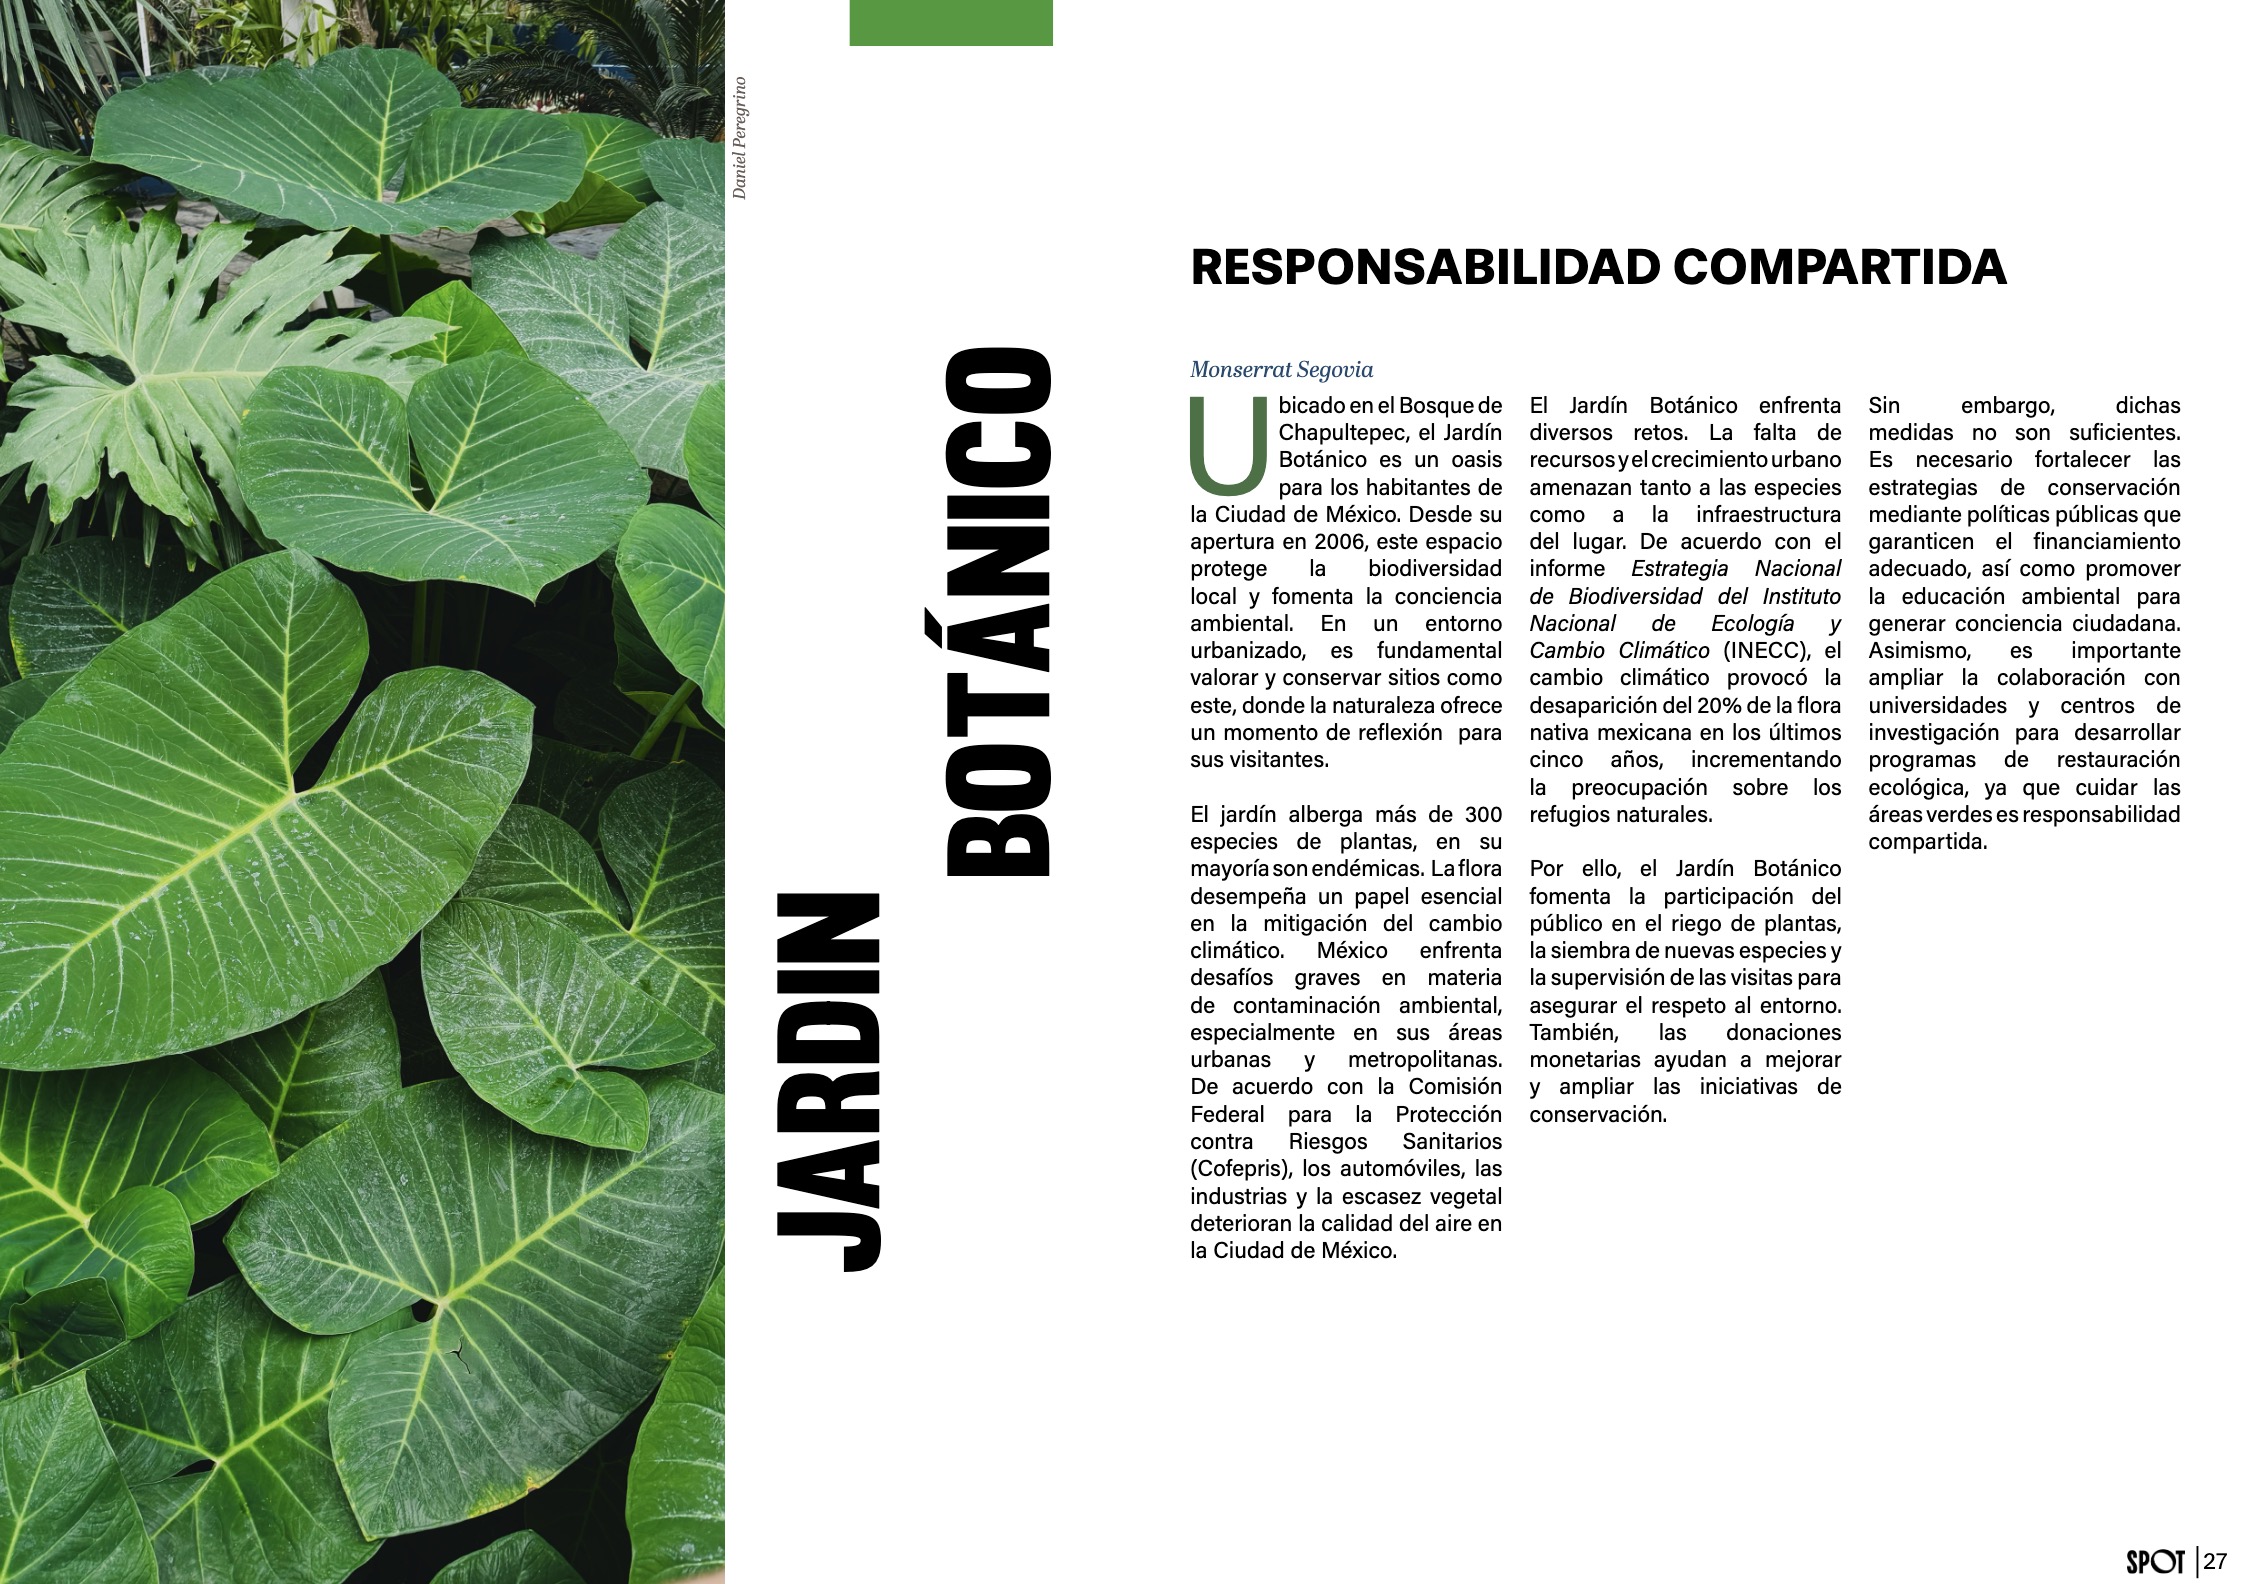 Daniel Peregrino
JARDIN
BOTÁNICO
RESPONSABILIDAD COMPARTIDA
Monserrat Segovia
Ubicado en el Bosque de
Chapultepec, el Jardín
Botánico es un oasis
para los habitantes de
la Ciudad de México. Desde su
apertura en 2006, este espacio
protege la biodiversidad
local y fomenta la conciencia
ambiental. En un entorno
urbanizado, es fundamental
valorar y conservar sitios como
este, donde la naturaleza ofrece
un momento de reflexión para
sus visitantes.
El jardín alberga más de 300
especies de plantas, en su
mayoría son endémicas. La flora
desempeña un papel esencial
en la mitigación del cambio
climático. México enfrenta
desafíos graves en materia
de contaminación ambiental,
especialmente en sus áreas
urbanas y metropolitanas.
De acuerdo con la Comisión
Federal para la Protección
contra Riesgos Sanitarios
(Cofepris), los automóviles, las
industrias y la escasez vegetal
deterioran la calidad del aire en
la Ciudad de México.
El Jardín Botánico enfrenta
diversos retos. La falta de
recursos y el crecimiento urbano
amenazan tanto a las especies
como a la infraestructura
del lugar. De acuerdo con el
informe Estrategia Nacional
de Biodiversidad del Instituto
Nacional de Ecología y
Cambio Climático (INECC), el
cambio climático provocó la
desaparición del 20% de la flora
nativa mexicana en los últimos
cinco años, incrementando
la preocupación sobre los
refugios naturales.
Por ello, el Jardín Botánico
fomenta la participación del
público en el riego de plantas,
la siembra de nuevas especies y
la supervisión de las visitas para
asegurar el respeto al entorno.
También, las donaciones
monetarias ayudan a mejorar
y ampliar las iniciativas de
conservación.
Sin embargo, dichas
medidas no son suficientes.
Es necesario fortalecer las
estrategias de conservación
mediante políticas públicas que
garanticen el financiamiento
adecuado, así como promover
la educación ambiental para
generar conciencia ciudadana.
Asimismo, es importante
ampliar la colaboración con
universidades y centros de
investigación para desarrollar
programas de restauración
ecológica, ya que cuidar las
áreas verdes es responsabilidad
compartida.
SPOT |27